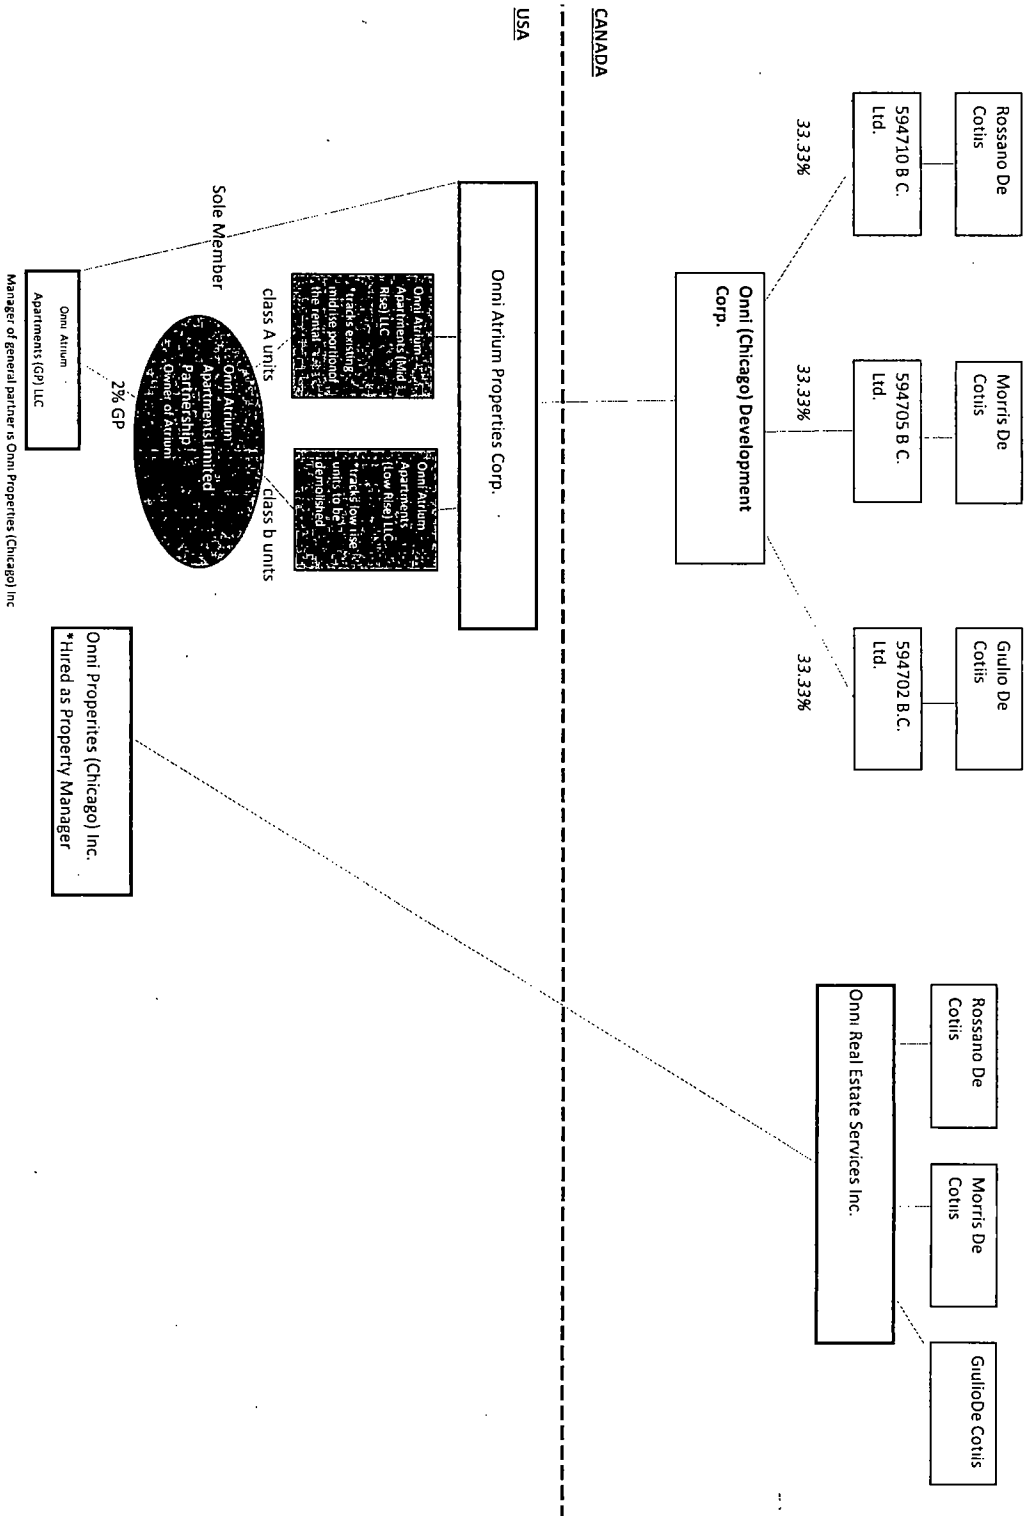 Rossano De
Cotiis
Morris De
Cotiis
Giulio De
Cotiis
594710 B C.
Ltd.
594705 B C.
Ltd.
594702 B.C.
Ltd.
33.33%
33.33%
33.33%
Onni (Chicago) Development
Corp.
Rossano De
Cotiis
Morris De
Cotiis
GiulioDe Cotiis
Onni Real Estate Services Inc.
CANADA
USA
Onni Atrium Properties Corp.
Onni Atrium
Apartments (Mid
Rise) LLC
*tracks existing
midrise portion of
the rental
Onni Atrium
Apartments
(Low Rise) LLC
*tracks low rise
units to be
demolished
class A units
class b units
Sole Member
Onni Atrium
Apartments Limited
Partnership
Owner of Atrium
2% GP
Onni Atrium
Apartments (GP) LLC
Manager of general partner is Onni Properties (Chicago) Inc
Onni Properites (Chicago) Inc.
*Hired as Property Manager